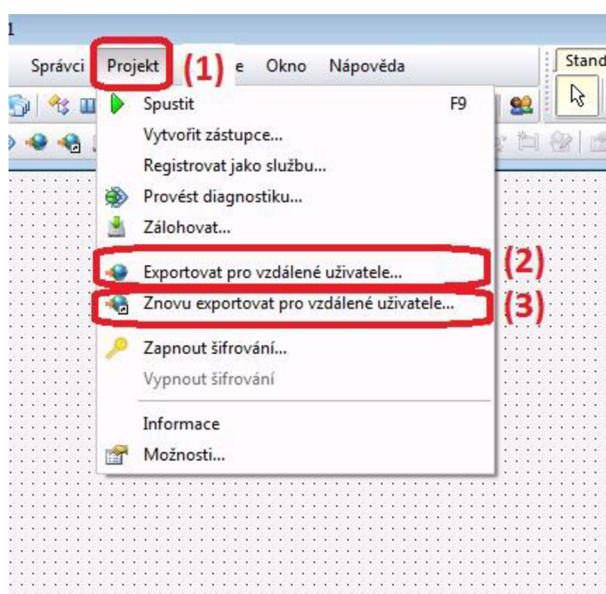 1
Správci Projekt (1) e Okno Nápověda Stand
Spustit F9
Vytvořit zástupce...
Registrovat jako službu...
Provést diagnostiku...
Zálohovat...
Exportovat pro vzdálené uživatele... (2)
Znovu exportovat pro vzdálené uživatele... (3)
Zapnout šifrování...
Vypnout šifrování
Informace
Možnosti...